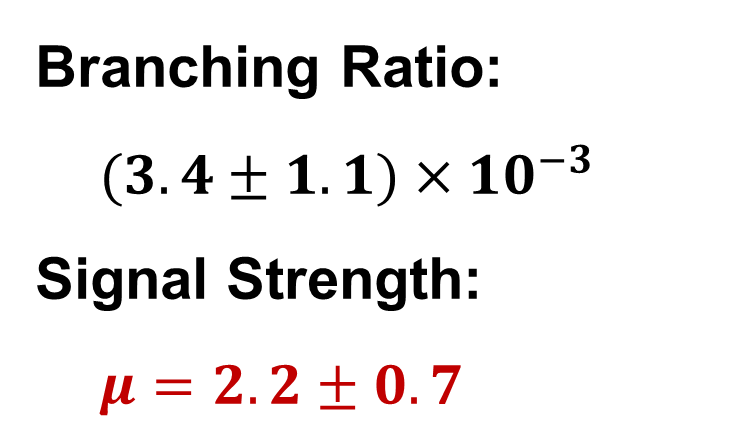 Branching Ratio:
(3.4 ± 1.1) × 10⁻³
Signal Strength:
μ = 2.2 ± 0.7